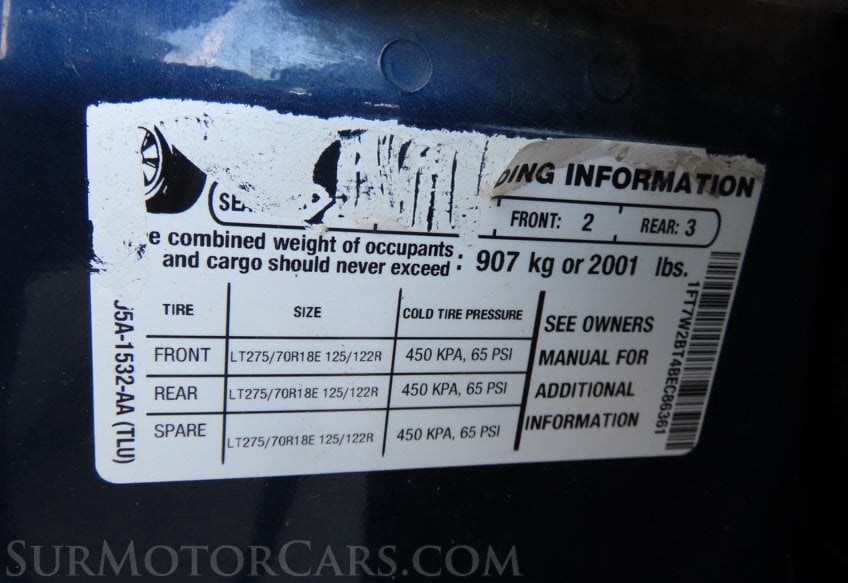 DING INFORMATION
FRONT: 2 REAR: 3
e combined weight of occupants
and cargo should never exceed : 907 kg or 2001 lbs.
TIRE SIZE COLD TIRE PRESSURE
FRONT LT275/70R18E 125/122R 450 KPA, 65 PSI
REAR LT275/70R18E 125/122R 450 KPA, 65 PSI
SPARE LT275/70R18E 125/122R 450 KPA, 65 PSI
SEE OWNERS
MANUAL FOR
ADDITIONAL
INFORMATION
5A-1532-AA (TLU)
1FT7W2BT4BEC86361
SurMotorCars.com